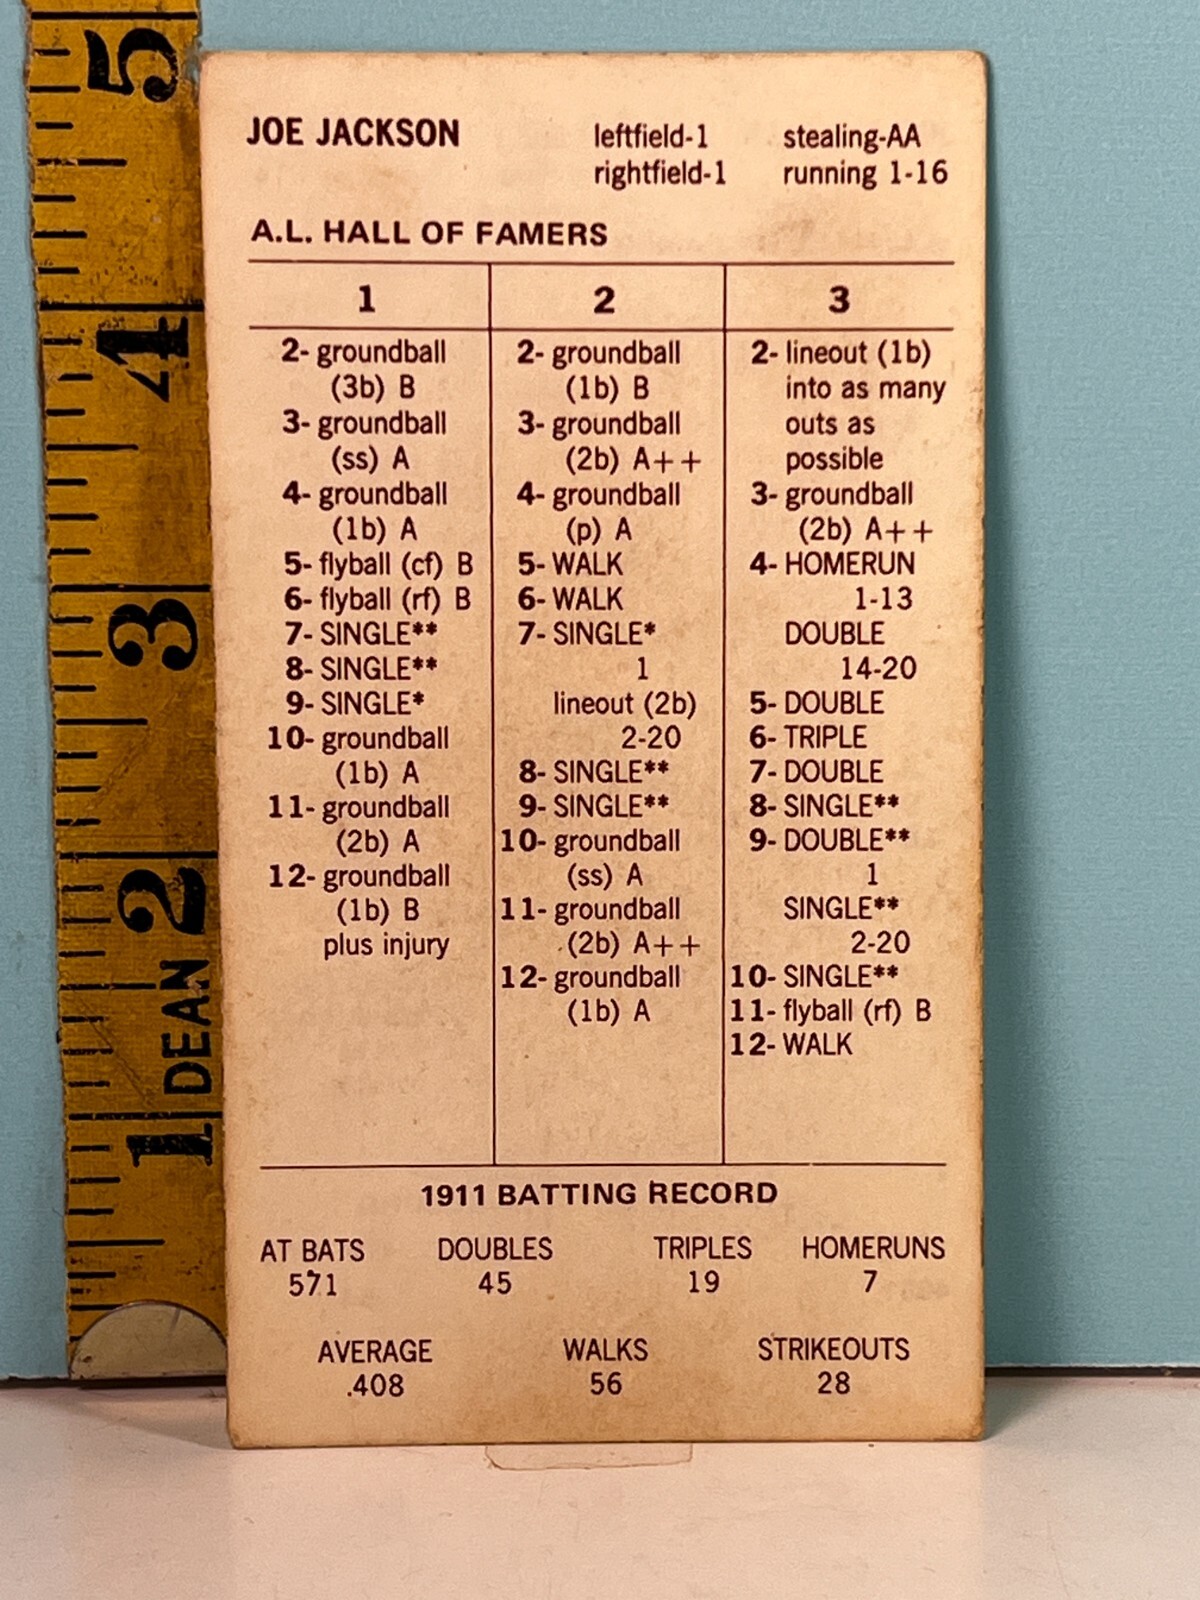 JOE JACKSON leftfield-1 stealing-AA
rightfield-1 running 1-16
A.L. HALL OF FAMERS
1
2- groundball
(3b) B
3- groundball
(ss) A
4- groundball
(1b) A
5- flyball (cf) B
6- flyball (rf) B
7- SINGLE**
8- SINGLE**
9- SINGLE*
10- groundball
(1b) A
11- groundball
(2b) A
12- groundball
(1b) B
plus injury
2
2- groundball
(1b) B
3- groundball
(2b) A++
4- groundball
(p) A
5- WALK
6- WALK
7- SINGLE*
1
lineout (2b)
2-20
8- SINGLE**
9- SINGLE**
10- groundball
(ss) A
11- groundball
(2b) A++
12- groundball
(1b) A
3
2- lineout (1b)
into as many
outs as
possible
3- groundball
(2b) A++
4- HOMERUN
1-13
DOUBLE
14-20
5- DOUBLE
6- TRIPLE
7- DOUBLE
8- SINGLE**
9- DOUBLE**
1
SINGLE**
2-20
10- SINGLE**
11- flyball (rf) B
12- WALK
1911 BATTING RECORD
AT BATS DOUBLES TRIPLES HOMERUNS
571 45 19 7
AVERAGE WALKS STRIKEOUTS
.408 56 28
5
4
3
2
DEAN
1